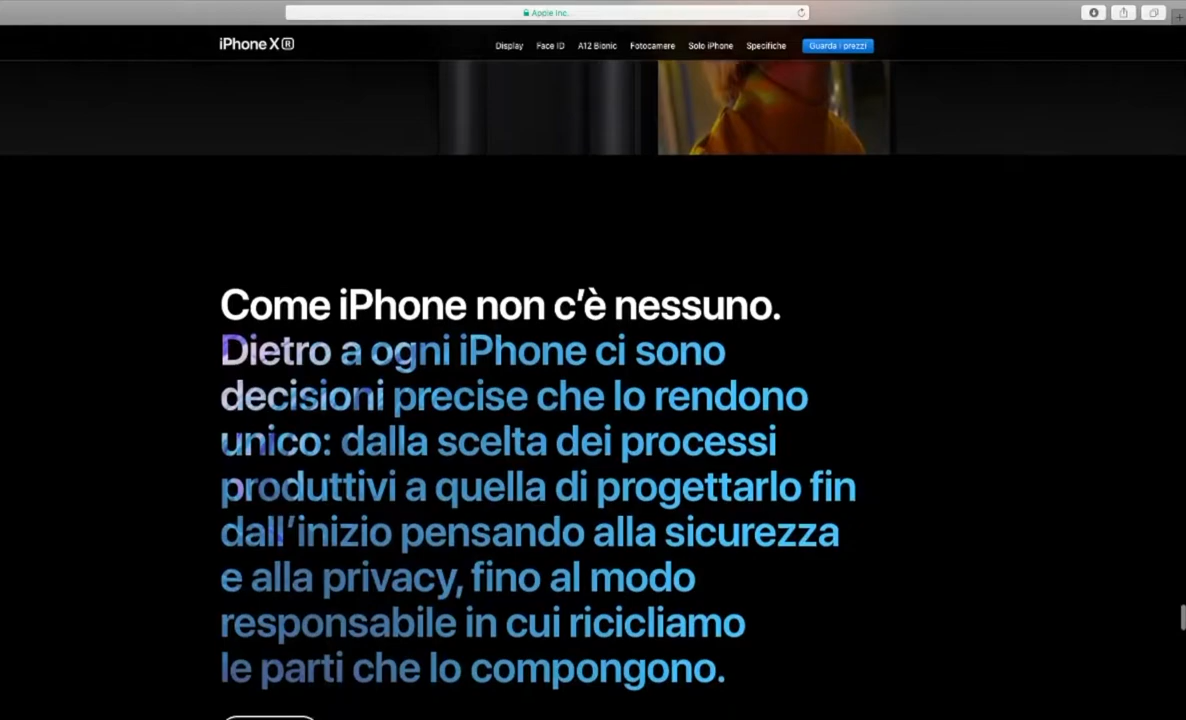 Apple Inc.
iPhone XR
Display Face ID A12 Bionic Fotocamere Solo iPhone Specifiche Guarda i prezzi
Come iPhone non c’è nessuno.
Dietro a ogni iPhone ci sono
decisioni precise che lo rendono
unico: dalla scelta dei processi
produttivi a quella di progettarlo fin
dall’inizio pensando alla sicurezza
e alla privacy, fino al modo
responsabile in cui ricicliamo
le parti che lo compongono.